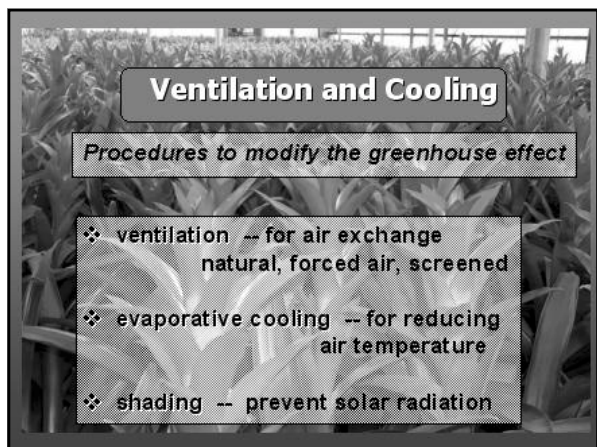 Ventilation and Cooling
Procedures to modify the greenhouse effect
❖ ventilation -- for air exchange
natural, forced air, screened
❖ evaporative cooling -- for reducing
air temperature
❖ shading -- prevent solar radiation